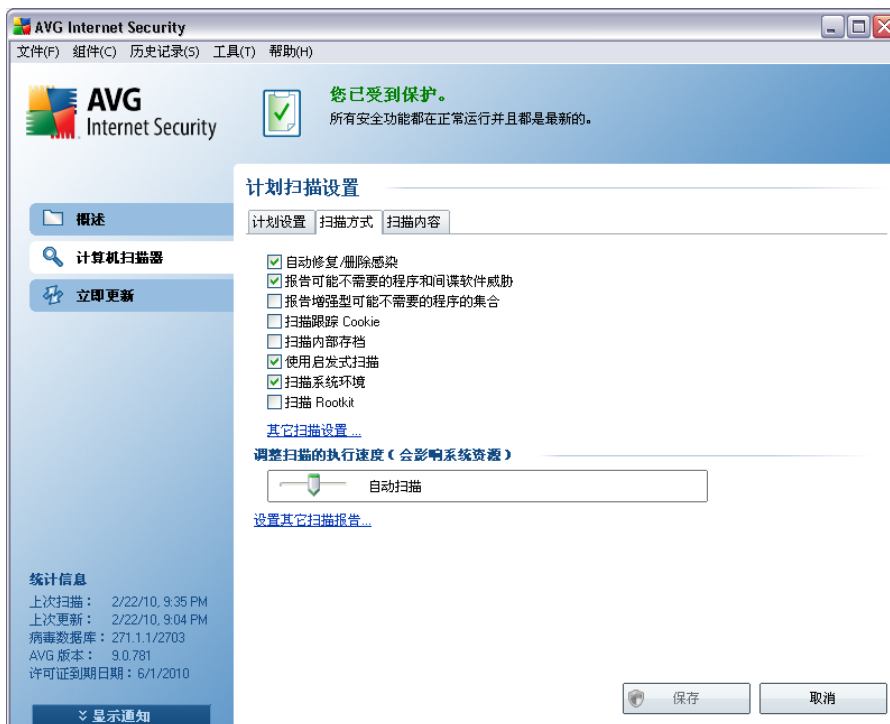 AVG Internet Security
文件(F) 组件(C) 历史记录(S) 工具(T) 帮助(H)
AVG
Internet Security
您已受到保护。
所有安全功能都在正常运行并且都是最新的。
概述
计算机扫描器
立即更新
计划扫描设置
计划设置 扫描方式 扫描内容
自动修复/删除感染
报告可能不需要的程序和间谍软件威胁
报告增强型可能不需要的程序的集合
扫描跟踪 Cookie
扫描内部存档
使用启发式扫描
扫描系统环境
扫描 Rootkit
其它扫描设置 ...
调整扫描的执行速度（会影响系统资源）
自动扫描
设置其它扫描报告...
统计信息
上次扫描： 2/22/10, 9:35 PM
上次更新： 2/22/10, 9:04 PM
病毒数据库：271.1.1/2703
AVG 版本： 9.0.781
许可证到期日期：6/1/2010
显示通知
保存 取消